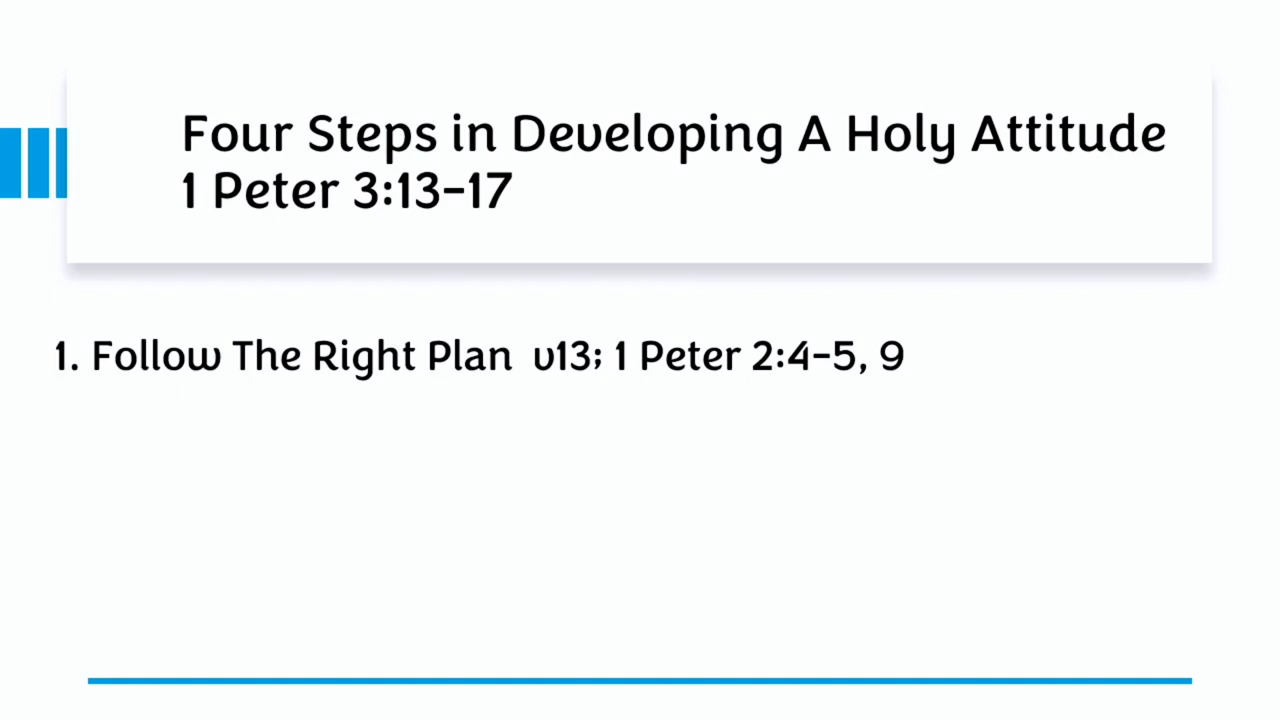 Four Steps in Developing A Holy Attitude
1 Peter 3:13-17
1. Follow The Right Plan v13; 1 Peter 2:4-5, 9